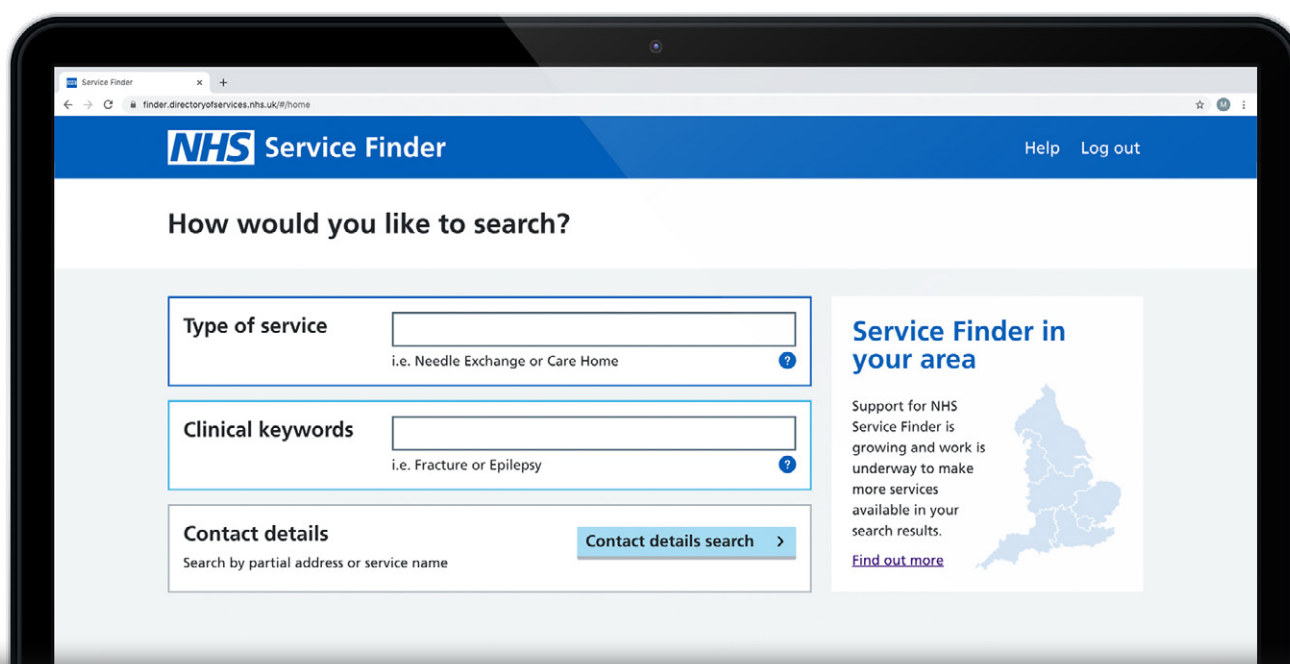 Service Finder
finder.directoryofservices.nhs.uk/#/home
M
NHS Service Finder
Help Log out
How would you like to search?
Type of service
i.e. Needle Exchange or Care Home
?
Clinical keywords
i.e. Fracture or Epilepsy
?
Contact details
Search by partial address or service name
Contact details search
Service Finder in
your area
Support for NHS
Service Finder is
growing and work is
underway to make
more services
available in your
search results.
Find out more